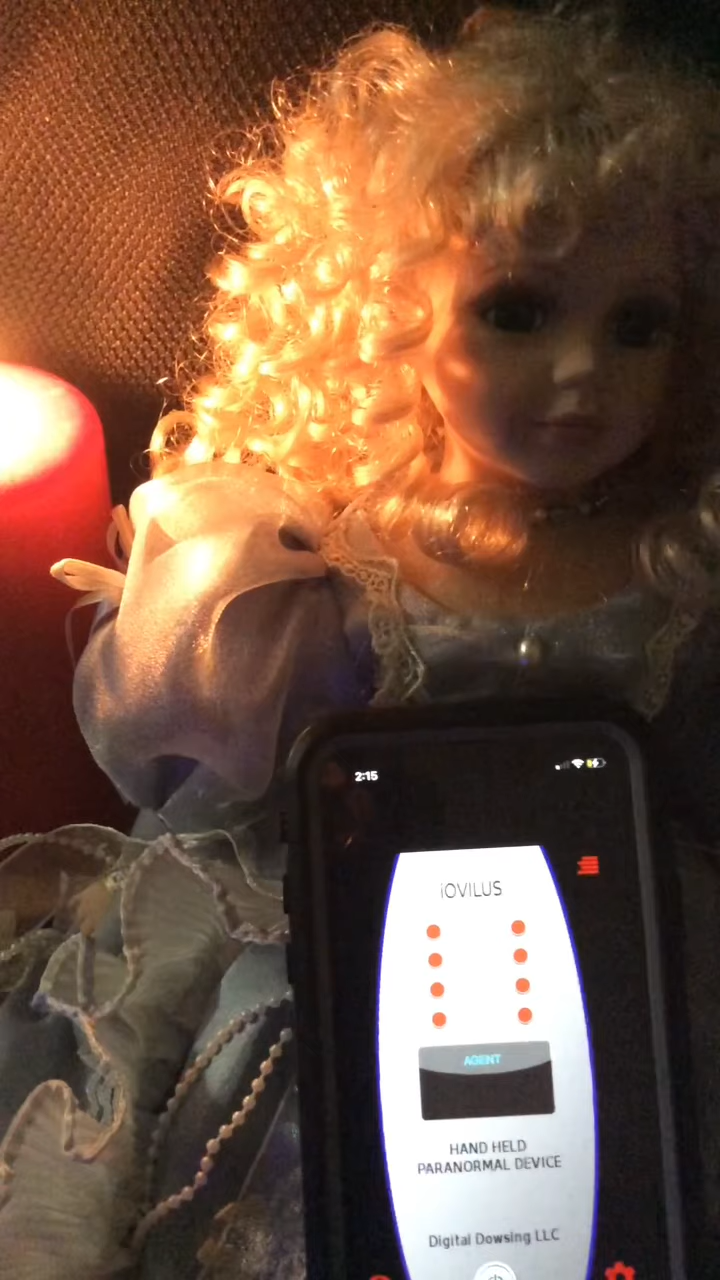 2:15
iOVILUS
AGENT
HAND HELD
PARANORMAL DEVICE
Digital Dowsing LLC